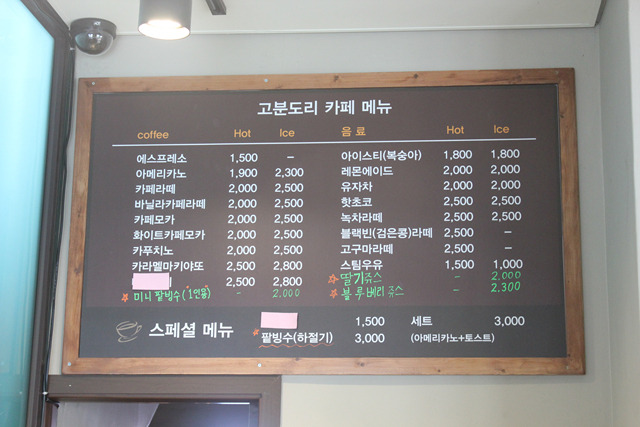 고분도리 카페 메뉴
coffee Hot Ice
에스프레소 1,500 –
아메리카노 1,900 2,300
카페라떼 2,000 2,500
바닐라카페라떼 2,000 2,500
카페모카 2,000 2,500
화이트카페모카 2,000 2,500
카푸치노 2,000 2,500
카라멜마키야또 2,500 2,800
2,500 2,800
미니 팥빙수(1인용) - 2,000
음 료 Hot Ice
아이스티(복숭아) 1,800 1,800
레몬에이드 2,000 2,000
유자차 2,000 2,000
핫초코 2,500 2,500
녹차라떼 2,500 2,500
블랙빈(검은콩)라떼 2,500 -
고구마라떼 2,500 -
스팀우유 1,500 1,000
딸기쥬스 - 2,000
블루베리쥬스 - 2,300
스페셜 메뉴
1,500
팥빙수(하절기) 3,000
세트 3,000
(아메리카노+토스트)